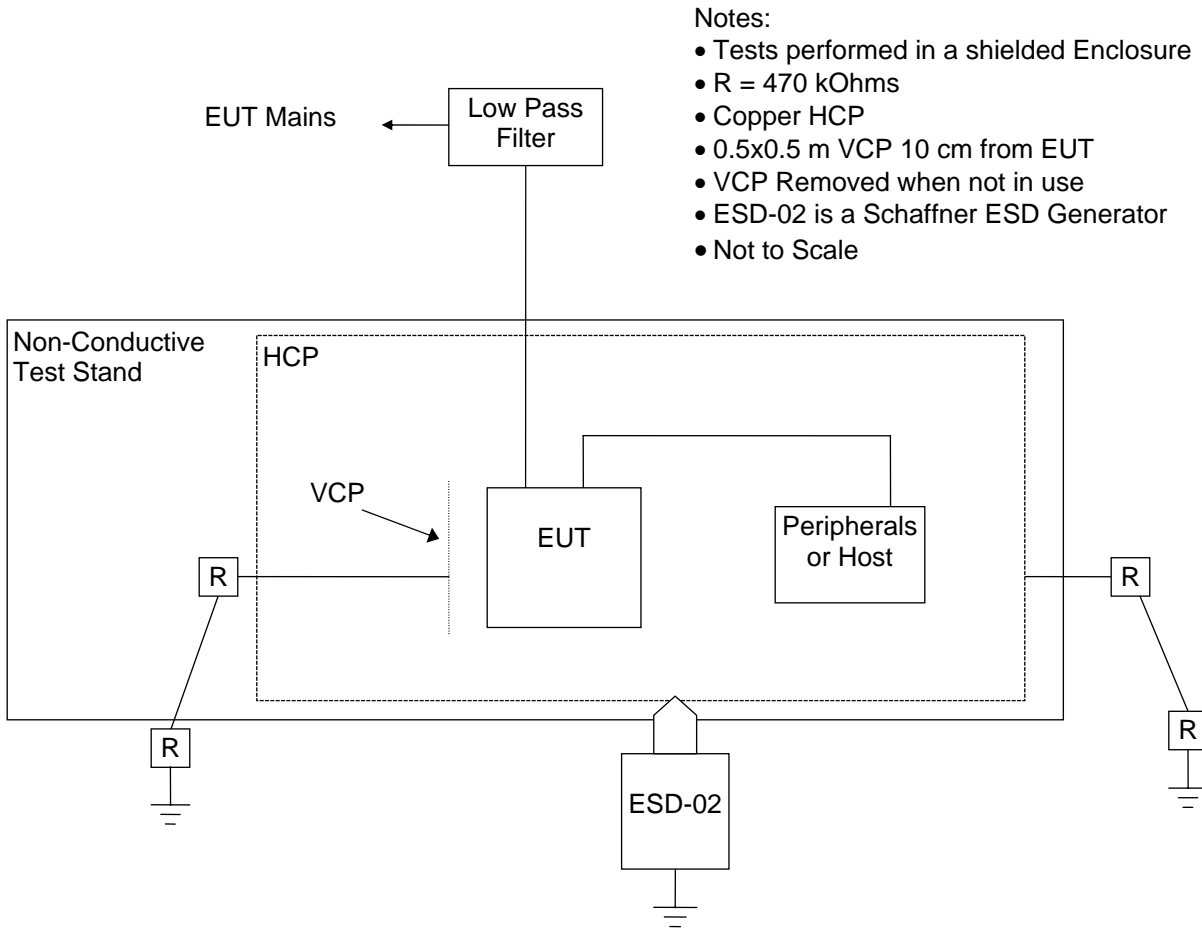 Notes:
• Tests performed in a shielded Enclosure
• R = 470 kOhms
• Copper HCP
• 0.5x0.5 m VCP 10 cm from EUT
• VCP Removed when not in use
• ESD-02 is a Schaffner ESD Generator
• Not to Scale
EUT Mains
Low Pass
Filter
Non-Conductive
Test Stand
HCP
VCP
EUT
Peripherals
or Host
R
R
R
R
ESD-02